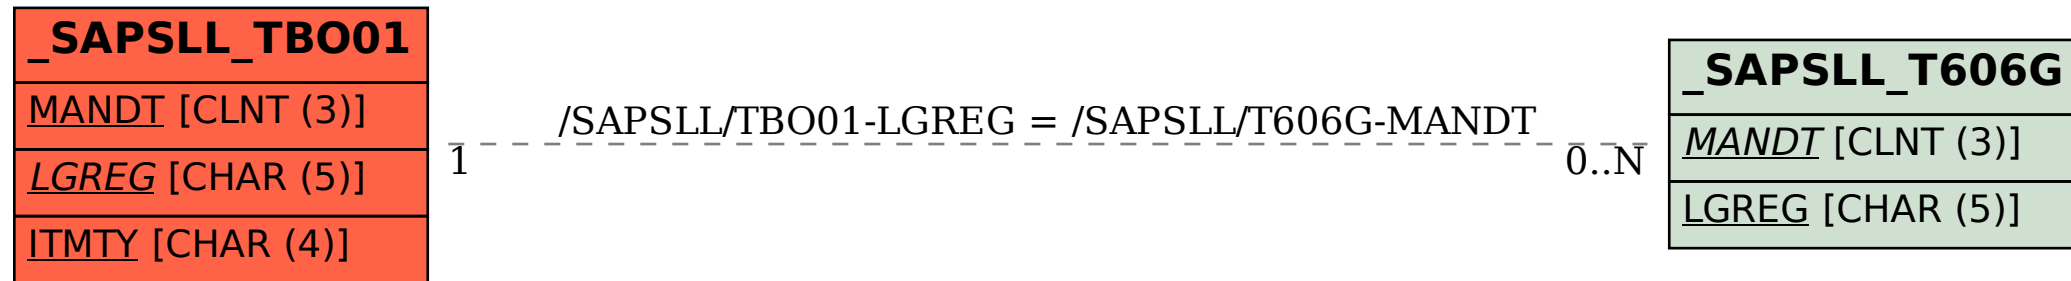 _SAPSLL_TBO01
MANDT [CLNT (3)]
LGREG [CHAR (5)]
ITMTY [CHAR (4)]
/SAPSLL/TBO01-LGREG = /SAPSLL/T606G-MANDT
1
0..N
_SAPSLL_T606G
MANDT [CLNT (3)]
LGREG [CHAR (5)]